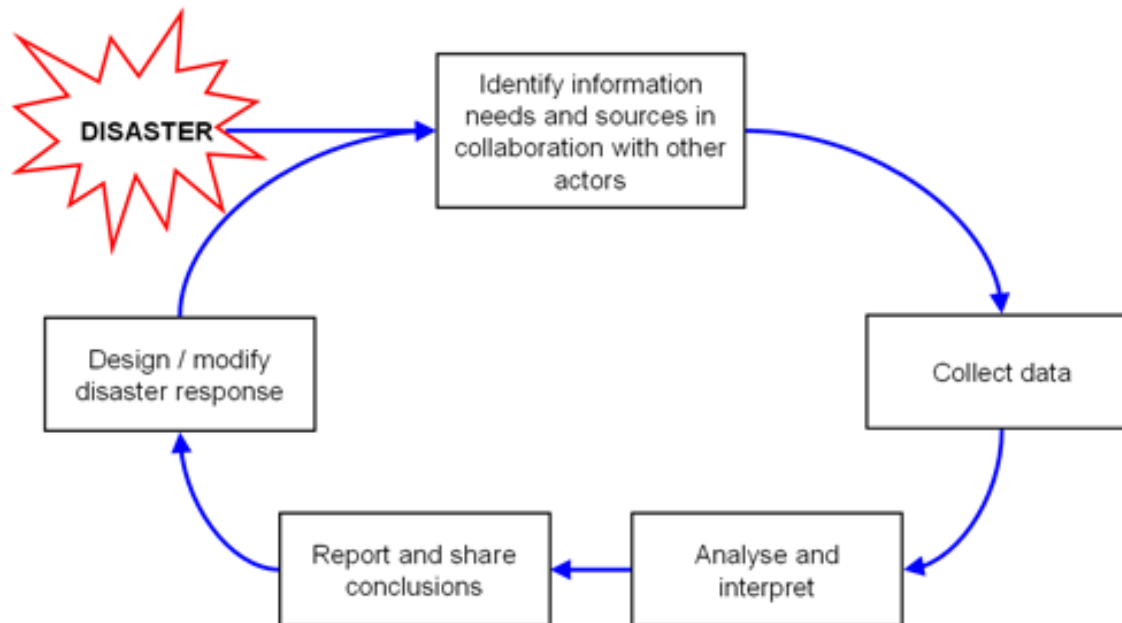 DISASTER
Identify information
needs and sources in
collaboration with other
actors
Collect data
Analyse and
interpret
Report and share
conclusions
Design / modify
disaster response